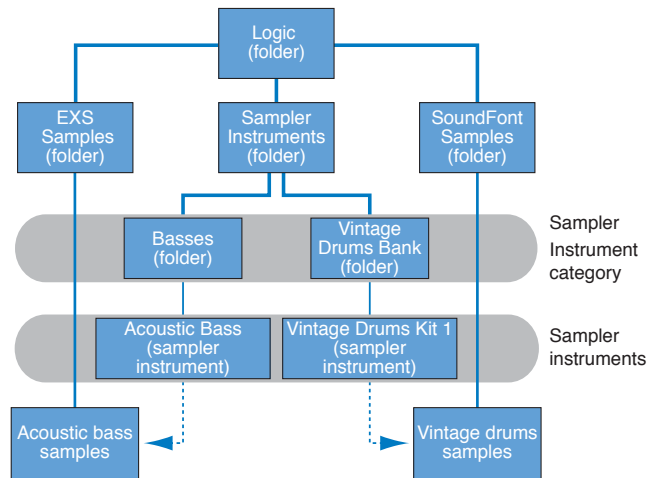 Logic
(folder)
EXS
Samples
(folder)
Sampler
Instruments
(folder)
SoundFont
Samples
(folder)
Basses
(folder)
Vintage
Drums Bank
(folder)
Sampler
Instrument
category
Acoustic Bass
(sampler
instrument)
Vintage Drums Kit 1
(sampler
instrument)
Sampler
instruments
Acoustic bass
samples
Vintage drums
samples